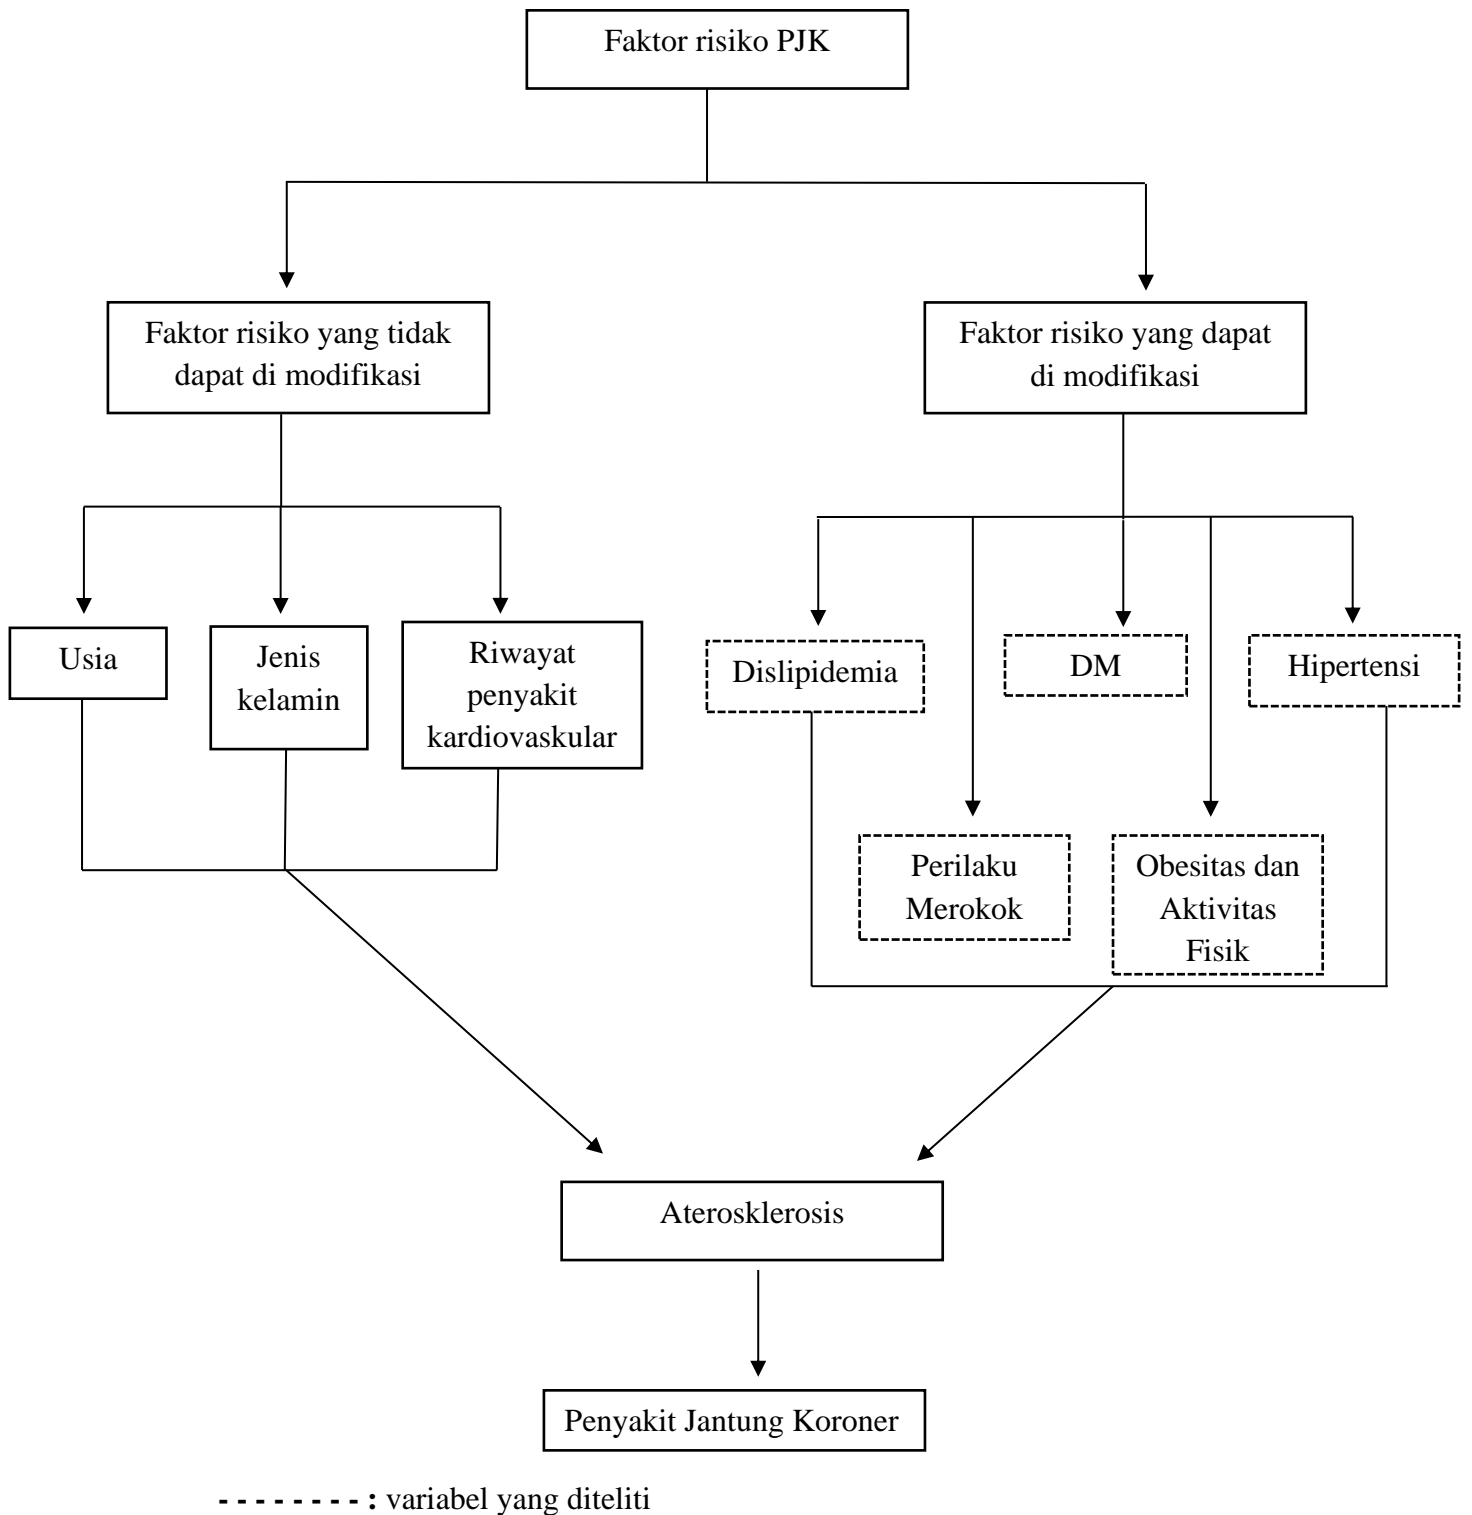 Faktor risiko PJK
Faktor risiko yang tidak
dapat di modifikasi
Faktor risiko yang dapat
di modifikasi
Usia
Jenis
kelamin
Riwayat
penyakit
kardiovaskular
Dislipidemia
DM
Hipertensi
Perilaku
Merokok
Obesitas dan
Aktivitas
Fisik
Aterosklerosis
Penyakit Jantung Koroner
- - - - - - - - : variabel yang diteliti